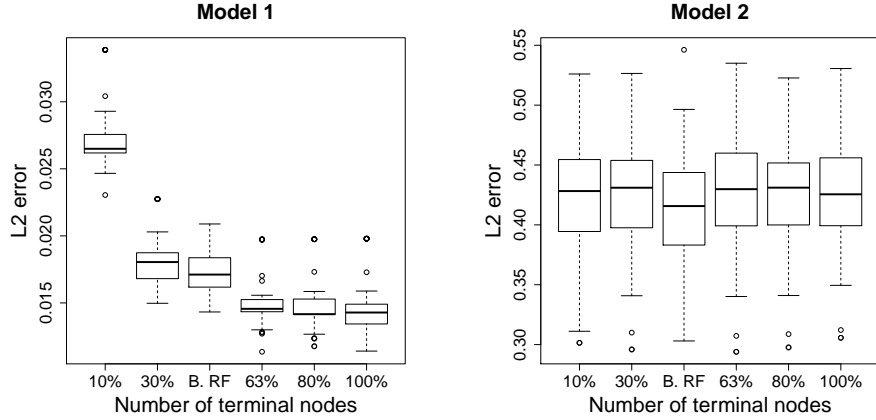 Model 1
L2 error
0.030
0.025
0.020
0.015
10% 30% B. RF 63% 80% 100%
Number of terminal nodes
Model 2
L2 error
0.55
0.50
0.45
0.40
0.35
0.30
10% 30% B. RF 63% 80% 100%
Number of terminal nodes